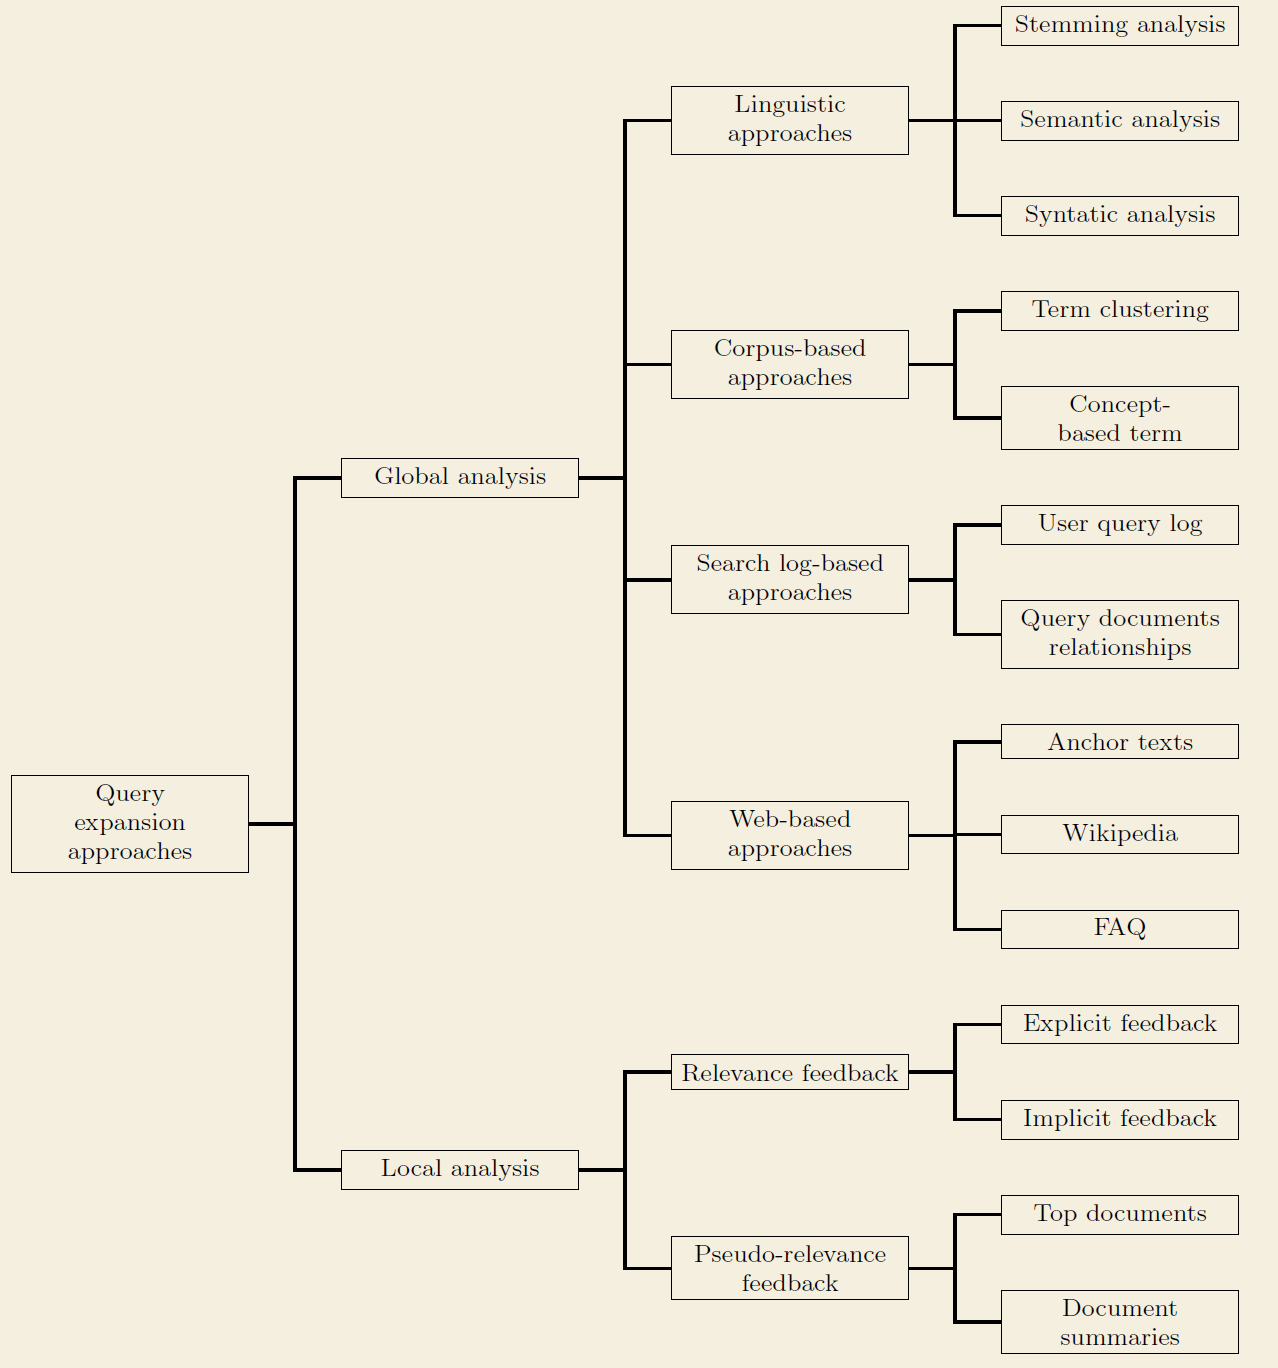 Stemming analysis
Linguistic
approaches
Semantic analysis
Syntatic analysis
Term clustering
Corpus-based
approaches
Concept-
based term
Global analysis
User query log
Search log-based
approaches
Query documents
relationships
Anchor texts
Query
expansion
approaches
Web-based
approaches
Wikipedia
FAQ
Explicit feedback
Relevance feedback
Implicit feedback
Local analysis
Top documents
Pseudo-relevance
feedback
Document
summaries